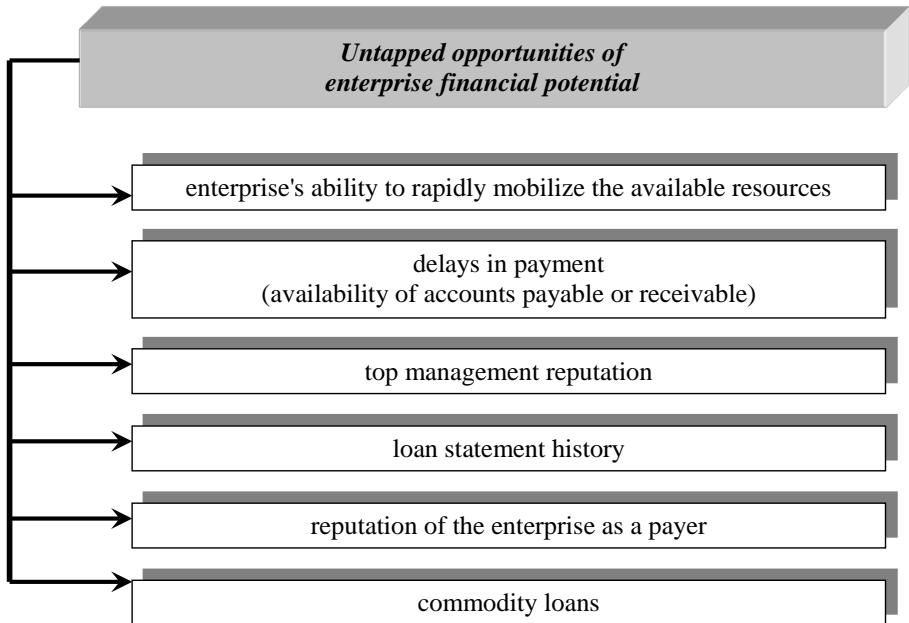 Untapped opportunities of
enterprise financial potential
enterprise's ability to rapidly mobilize the available resources
delays in payment
(availability of accounts payable or receivable)
top management reputation
loan statement history
reputation of the enterprise as a payer
commodity loans